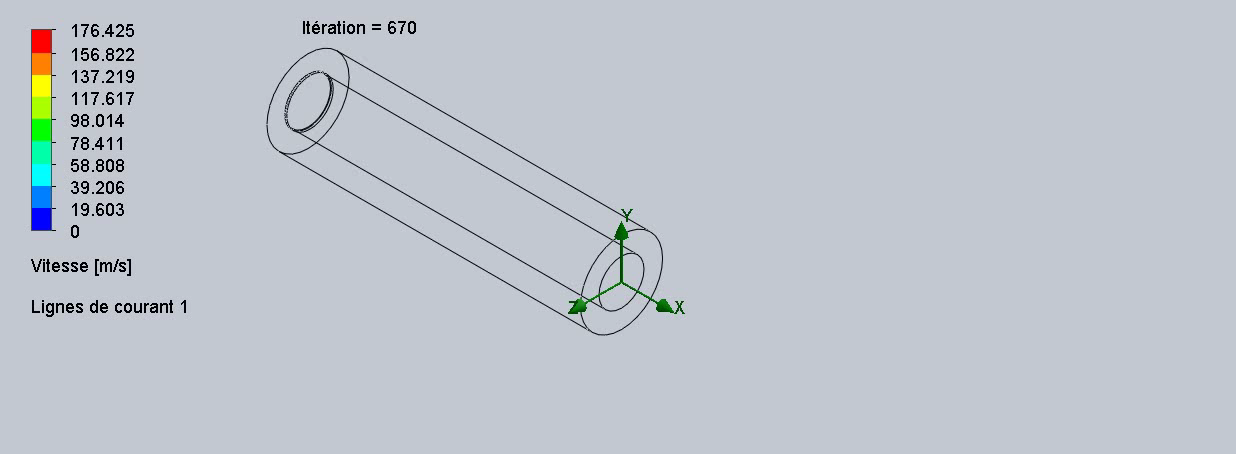 Itération = 670
176.425
156.822
137.219
117.617
98.014
78.411
58.808
39.206
19.603
0
Vitesse [m/s]
Lignes de courant 1
Y
Z
X